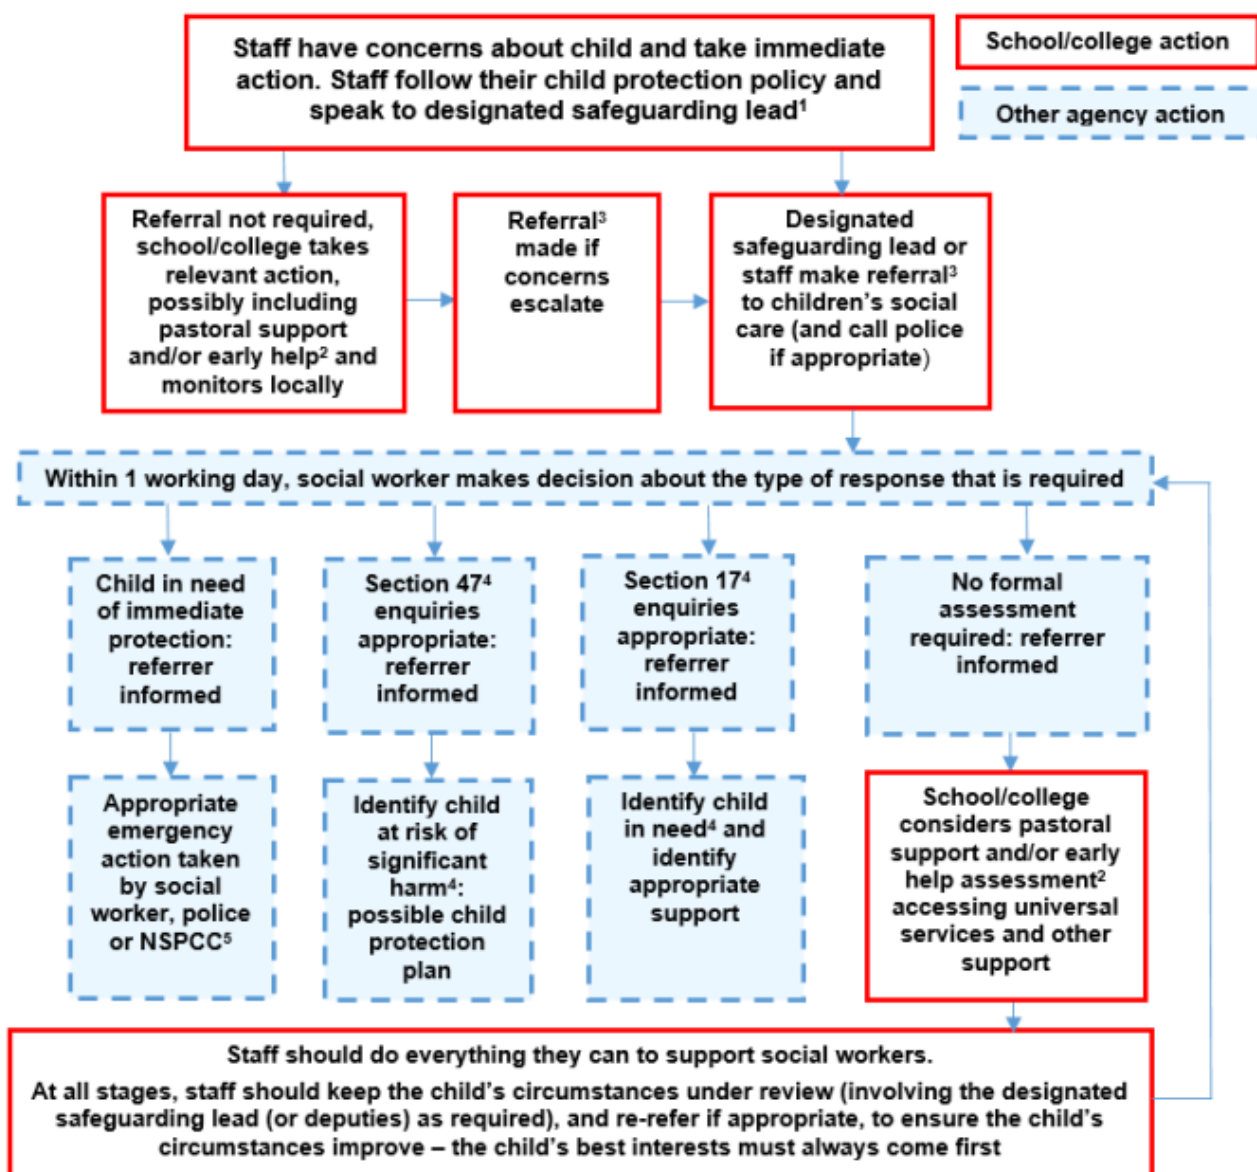 Staff have concerns about child and take immediate
action. Staff follow their child protection policy and
speak to designated safeguarding lead¹
School/college action
Other agency action
Referral not required,
school/college takes
relevant action,
possibly including
pastoral support
and/or early help² and
monitors locally
Referral³
made if
concerns
escalate
Designated
safeguarding lead or
staff make referral³
to children's social
care (and call police
if appropriate)
Within 1 working day, social worker makes decision about the type of response that is required
Child in need
of immediate
protection:
referrer
informed
Section 47⁴
enquiries
appropriate:
referrer
informed
Section 17⁴
enquiries
appropriate:
referrer
informed
No formal
assessment
required: referrer
informed
Appropriate
emergency
action taken
by social
worker, police
or NSPCC⁵
Identify child
at risk of
significant
harm⁴:
possible child
protection
plan
Identify child
in need⁴ and
identify
appropriate
support
School/college
considers pastoral
support and/or early
help assessment²
accessing universal
services and other
support
Staff should do everything they can to support social workers.
At all stages, staff should keep the child's circumstances under review (involving the designated
safeguarding lead (or deputies) as required), and re-refer if appropriate, to ensure the child's
circumstances improve – the child's best interests must always come first